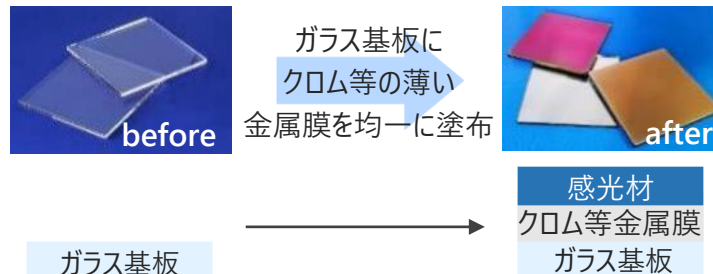 ガラス基板に
クロム等の薄い
金属膜を均一に塗布
before
after
感光材
クロム等金属膜
ガラス基板
ガラス基板